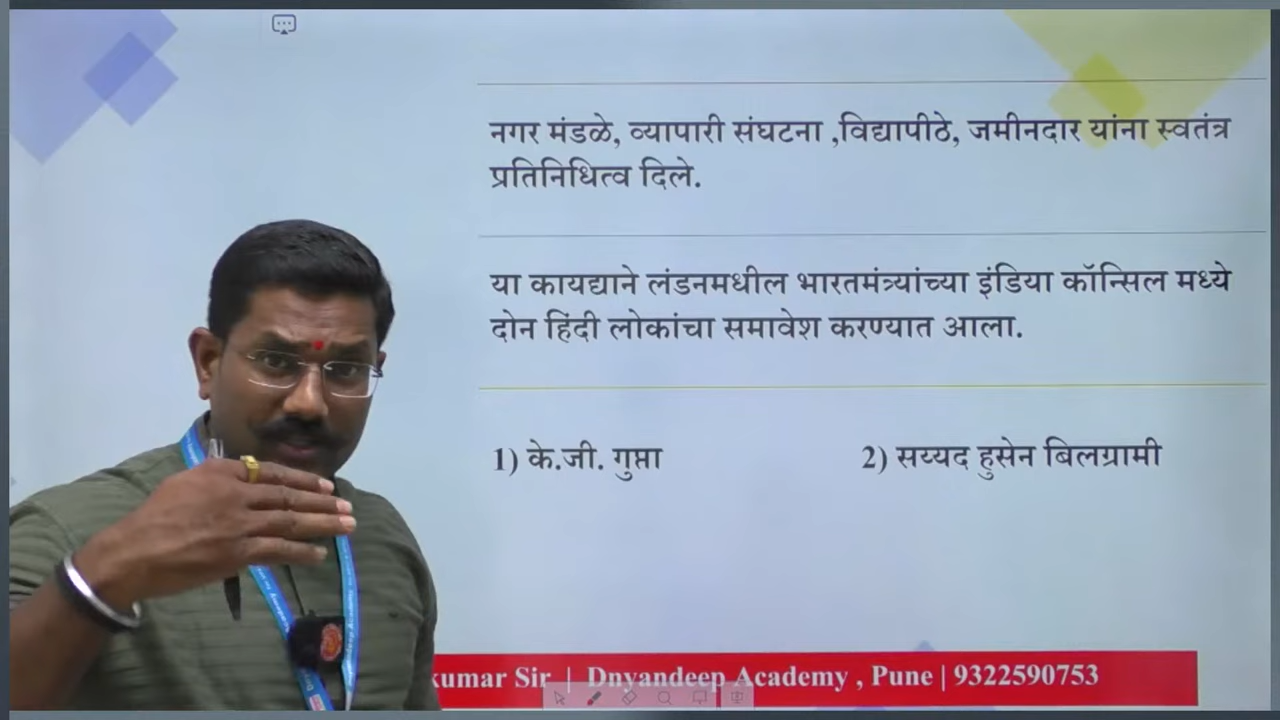 नगर मंडळे, व्यापारी संघटना ,विद्यापीठे, जमीनदार यांना स्वतंत्र
प्रतिनिधित्व दिले.
या कायद्याने लंडनमधील भारतमंत्र्यांच्या इंडिया कॉन्सिल मध्ये
दोन हिंदी लोकांचा समावेश करण्यात आला.
1) के.जी. गुप्ता 2) सय्यद हुसेन बिलग्रामी
kumar Sir | Dnyandeep Academy , Pune | 9322590753